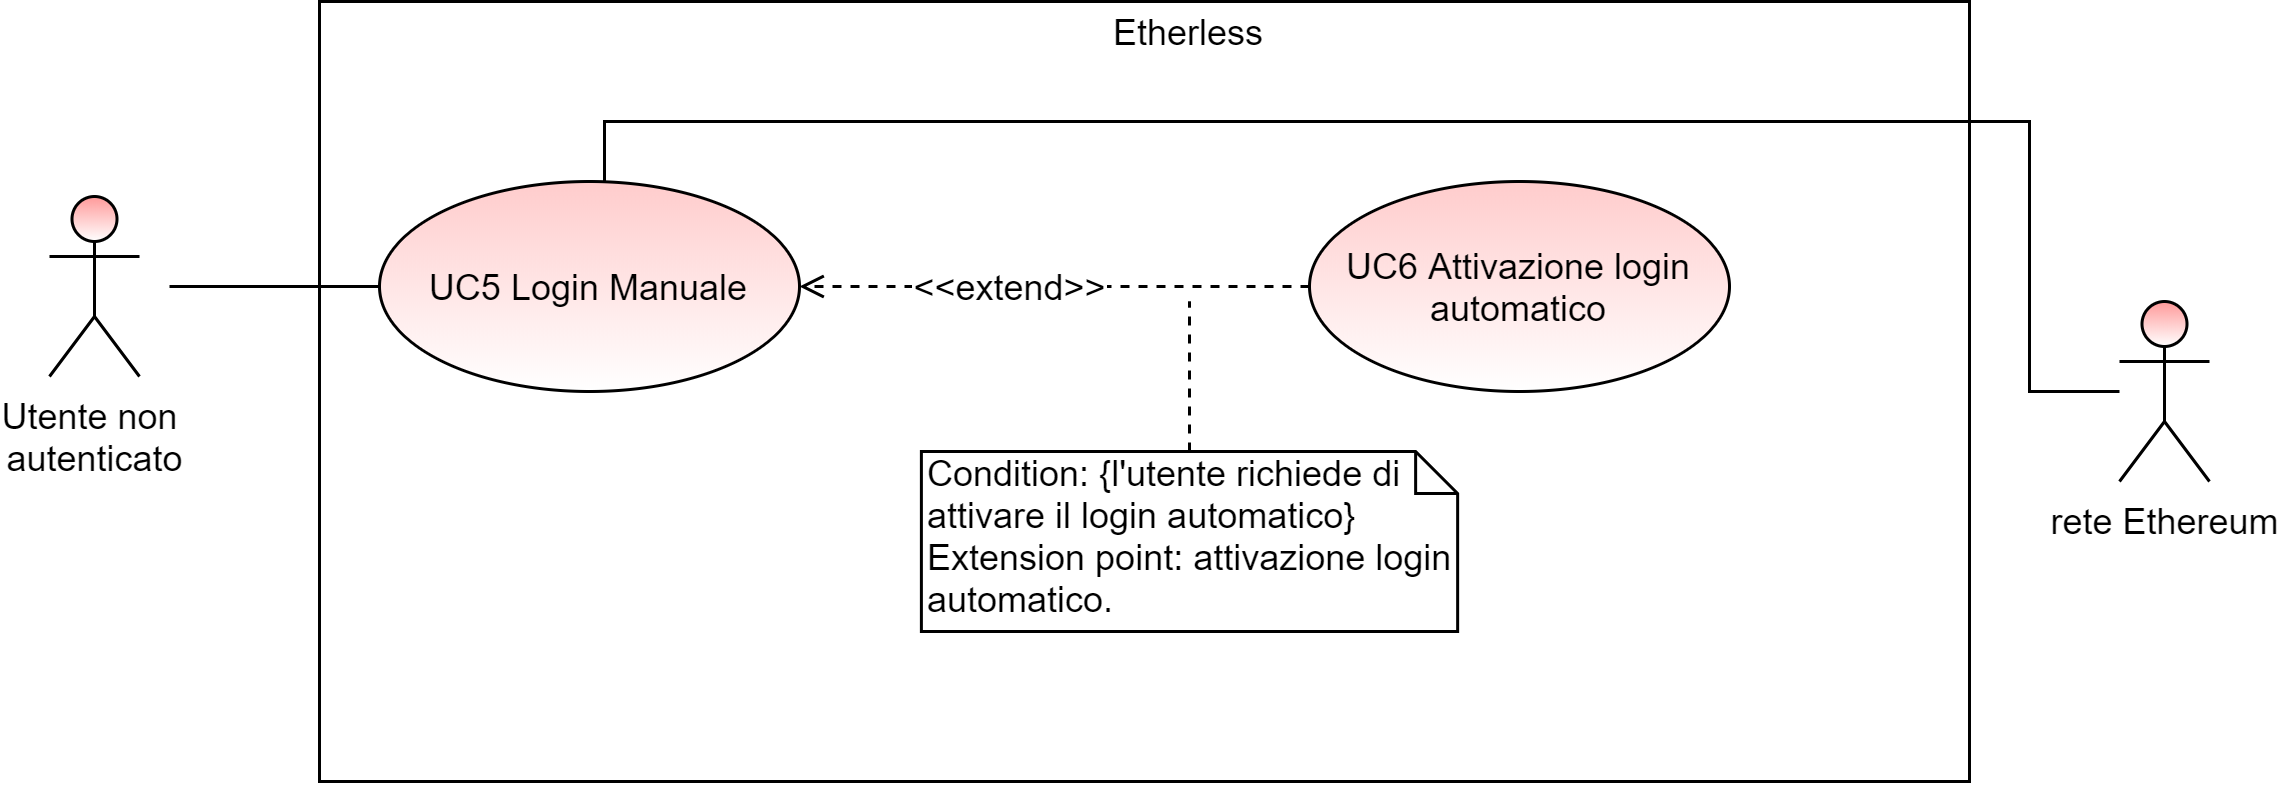 Etherless
Utente non
autenticato
UC5 Login Manuale
<<extend>>
UC6 Attivazione login
automatico
Condition: {l'utente richiede di
attivare il login automatico}
Extension point: attivazione login
automatico.
rete Ethereum